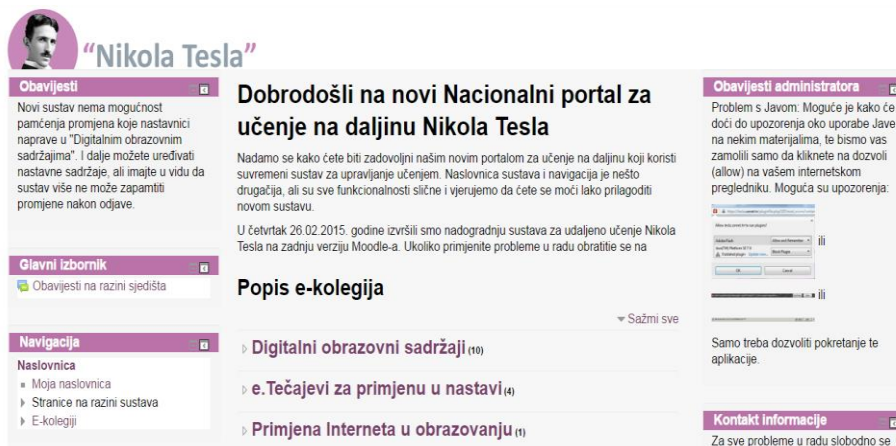 “Nikola Tesla”
Obavijesti
Novi sustav nema mogućnost
pamćenja promjena koje nastavnici
naprave u "Digitalnim obrazovnim
sadržajima". I dalje možete uređivati
nastavne sadržaje, ali imajte u vidu da
sustav više ne može zapamtiti
promjene nakon odjave.
Glavni izbornik
Obavijesti na razini sjedišta
Navigacija
Naslovnica
Moja naslovnica
Stranice na razini sustava
E-kolegiji
Dobrodošli na novi Nacionalni portal za
učenje na daljinu Nikola Tesla
Nadamo se kako ćete biti zadovoljni našim novim portalom za učenje na daljinu koji koristi
suvremeni sustav za upravljanje učenjem. Naslovnica sustava i navigacija je nešto
drugačija, ali su sve funkcionalnosti slične i vjerujemo da ćete se moći lako prilagoditi
novom sustavu.
U četvrtak 26.02.2015. godine izvršili smo nadogradnju sustava za udaljeno učenje Nikola
Tesla na zadnju verziju Moodle-a. Ukoliko primjenite probleme u radu obratitie se na
Popis e-kolegija
Sažmi sve
Digitalni obrazovni sadržaji (10)
e.Tečajevi za primjenu u nastavi (4)
Primjena Interneta u obrazovanju (1)
Obavijesti administratora
Problem s Javom: Moguće je kako će
doći do upozorenja oko uporabe Jave
na nekim materijalima, te bismo vas
zamolili samo da kliknete na dozvoli
(allow) na vašem internetskom
pregledniku. Moguća su upozorenja:
ili
ili
Samo treba dozvoliti pokretanje te
aplikacije.
Kontakt informacije
Za sve probleme u radu slobodno se